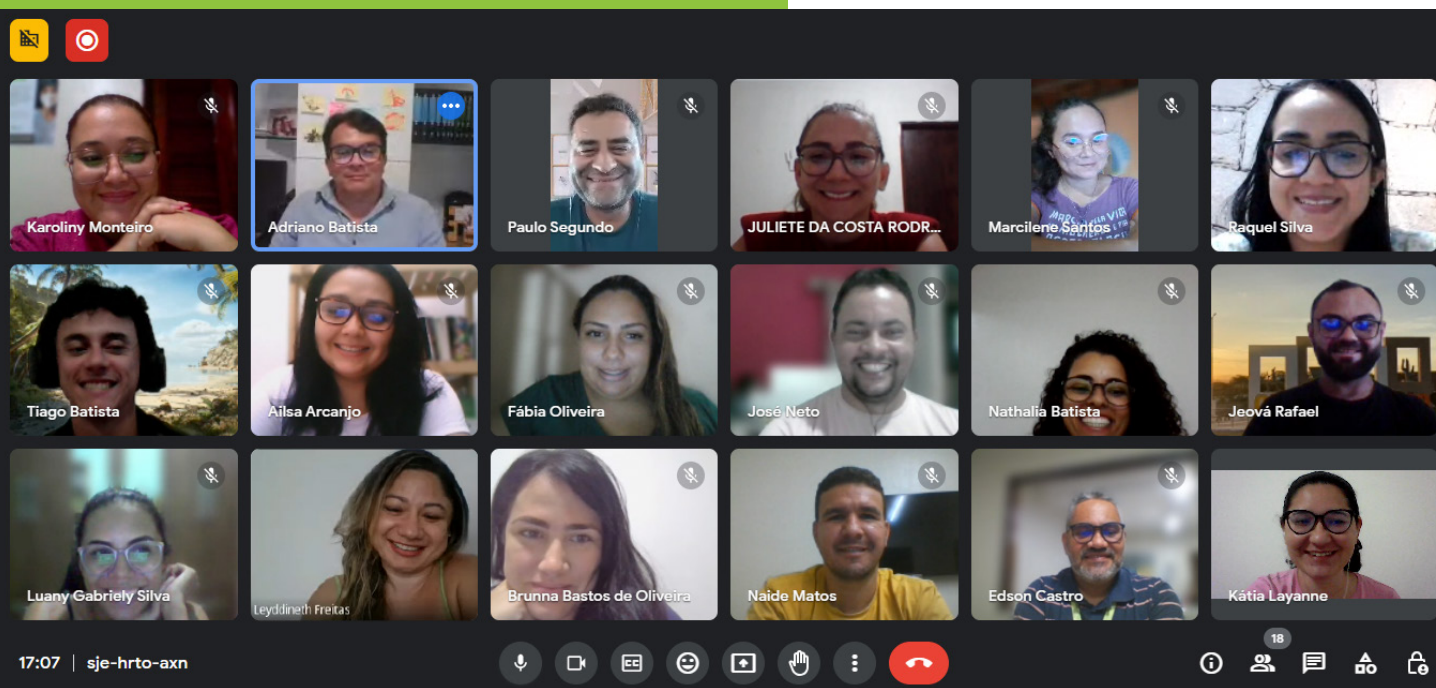 Karoliny Monteiro
Adriano Batista
Paulo Segundo
JULIETE DA COSTA RODR...
Marcilene Santos
Raquel Silva
Tiago Batista
Ailsa Arcanjo
Fábia Oliveira
José Neto
Nathalia Batista
Jeová Rafael
Luany Gabriely Silva
Leyddineth Freitas
Brunna Bastos de Oliveira
Naide Matos
Edson Castro
Kátia Layanne
17:07 | sje-hrto-axn
CC
18